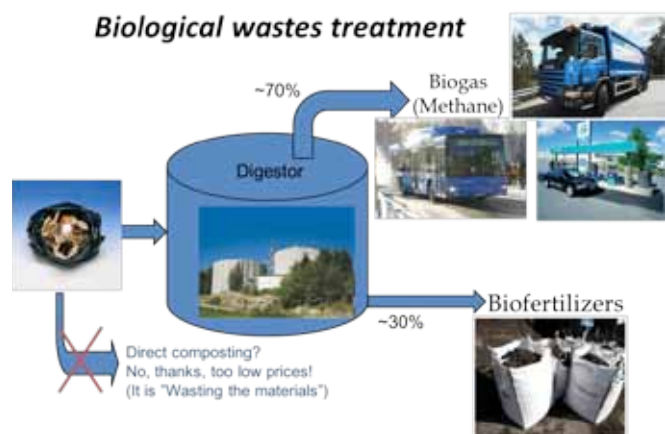 Biological wastes treatment
~70%
Biogas
(Methane)
Digestor
~30%
Biofertilizers
Direct composting?
No, thanks, too low prices!
(It is "Wasting the materials")